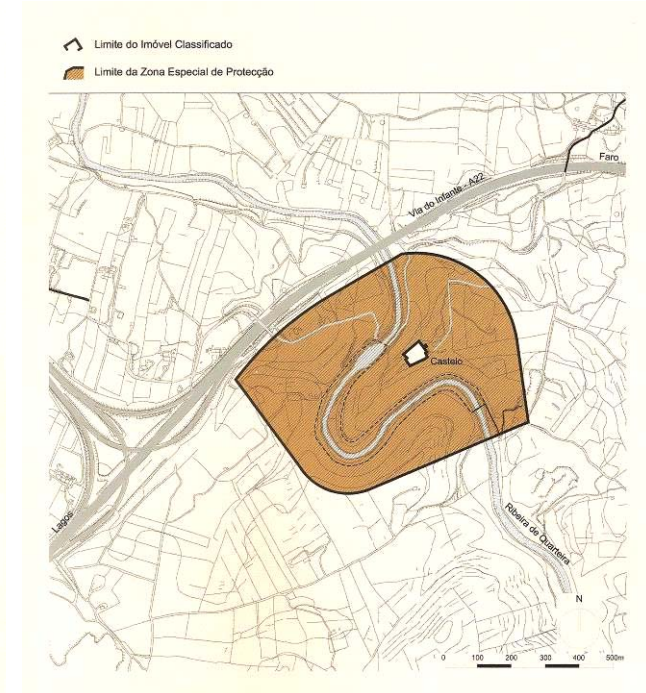 Limite do Imóvel Classificado
Limite da Zona Especial de Protecção
Faro
Via do Infante - A22
Castelo
Lagos
Ribeira de Quarteira
N
0 100 200 300 400 500m